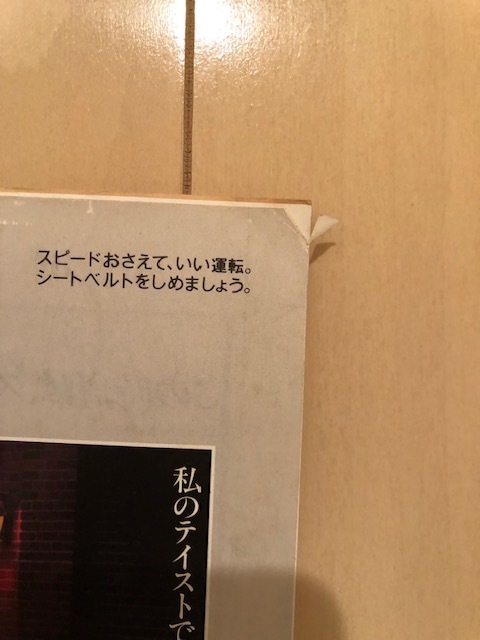 スピードおさえて、いい運転。
シートベルトをしめましょう。
私のテイストで